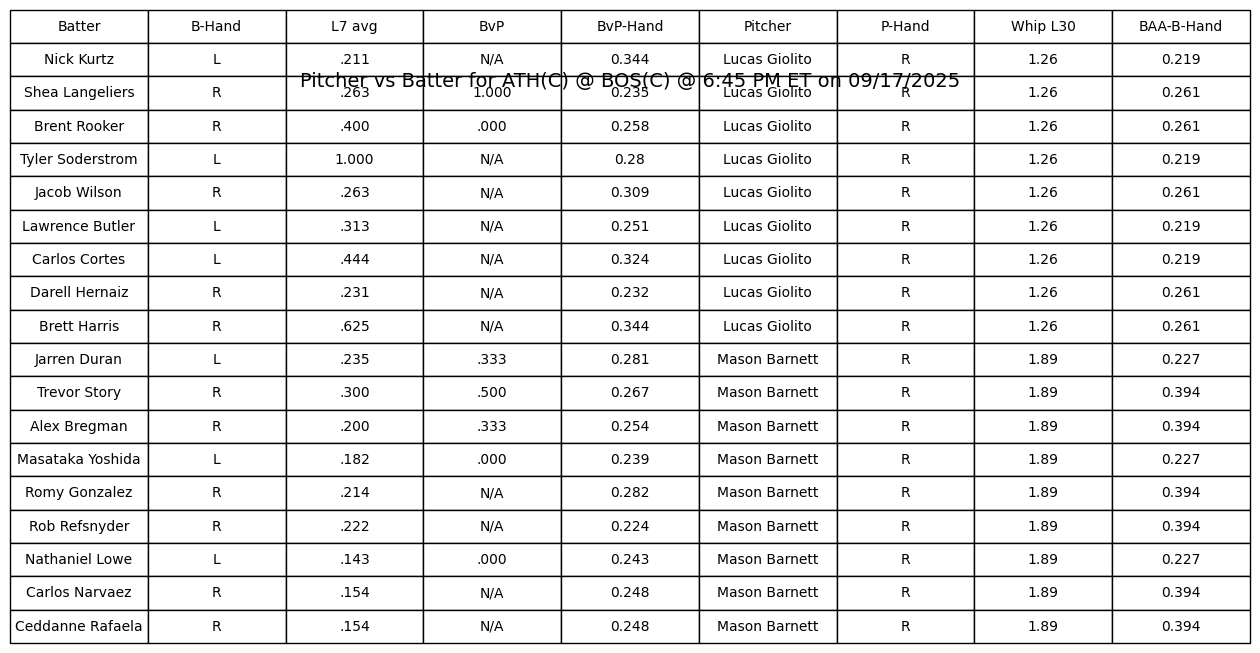 Batter B-Hand L7 avg BvP BvP-Hand Pitcher P-Hand Whip L30 BAA-B-Hand
Nick Kurtz L .211 N/A 0.344 Lucas Giolito R 1.26 0.219
Pitcher vs Batter for ATH(C) @ BOS(C) @ 6:45 PM ET on 09/17/2025
Shea Langeliers R .263 1.000 0.235 Lucas Giolito R 1.26 0.261
Brent Rooker R .400 .000 0.258 Lucas Giolito R 1.26 0.261
Tyler Soderstrom L 1.000 N/A 0.28 Lucas Giolito R 1.26 0.219
Jacob Wilson R .263 N/A 0.309 Lucas Giolito R 1.26 0.261
Lawrence Butler L .313 N/A 0.251 Lucas Giolito R 1.26 0.219
Carlos Cortes L .444 N/A 0.324 Lucas Giolito R 1.26 0.219
Darell Hernaiz R .231 N/A 0.232 Lucas Giolito R 1.26 0.261
Brett Harris R .625 N/A 0.344 Lucas Giolito R 1.26 0.261
Jarren Duran L .235 .333 0.281 Mason Barnett R 1.89 0.227
Trevor Story R .300 .500 0.267 Mason Barnett R 1.89 0.394
Alex Bregman R .200 .333 0.254 Mason Barnett R 1.89 0.394
Masataka Yoshida L .182 .000 0.239 Mason Barnett R 1.89 0.227
Romy Gonzalez R .214 N/A 0.282 Mason Barnett R 1.89 0.394
Rob Refsnyder R .222 N/A 0.224 Mason Barnett R 1.89 0.394
Nathaniel Lowe L .143 .000 0.243 Mason Barnett R 1.89 0.227
Carlos Narvaez R .154 N/A 0.248 Mason Barnett R 1.89 0.394
Ceddanne Rafaela R .154 N/A 0.248 Mason Barnett R 1.89 0.394